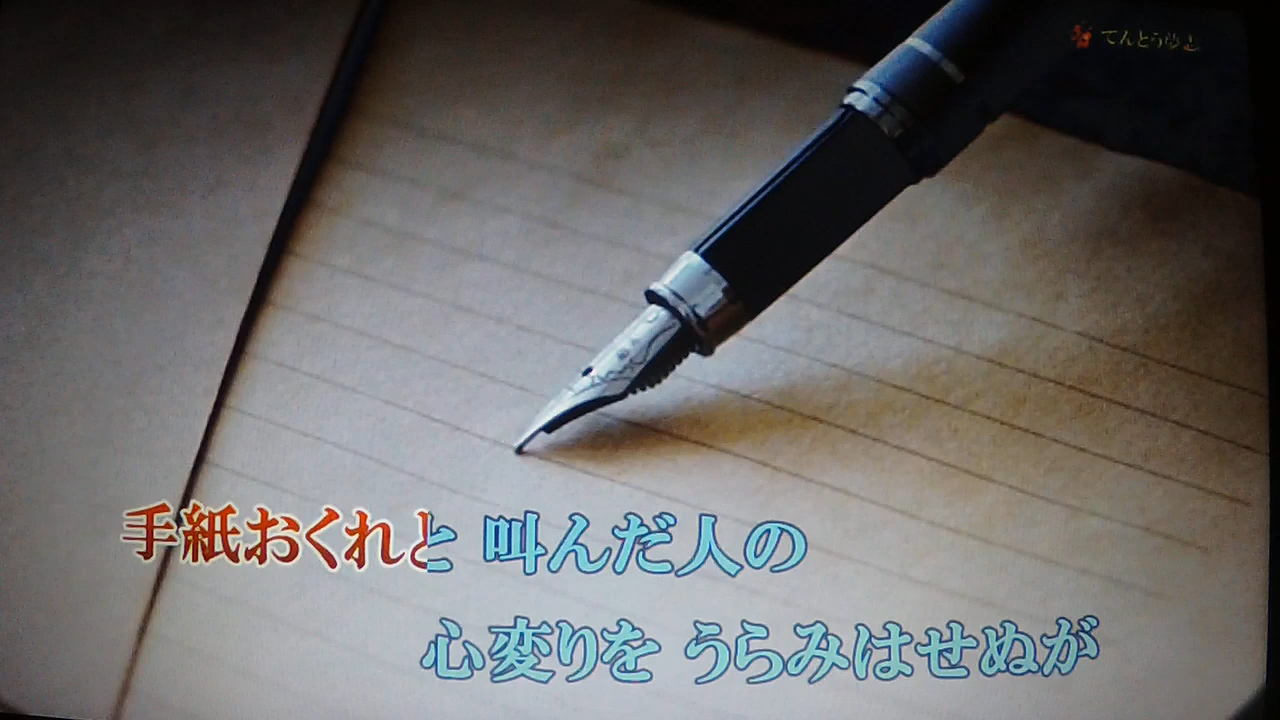 てんとう
手紙おくれと 叫んだ人の
心変りを うらみはせぬが